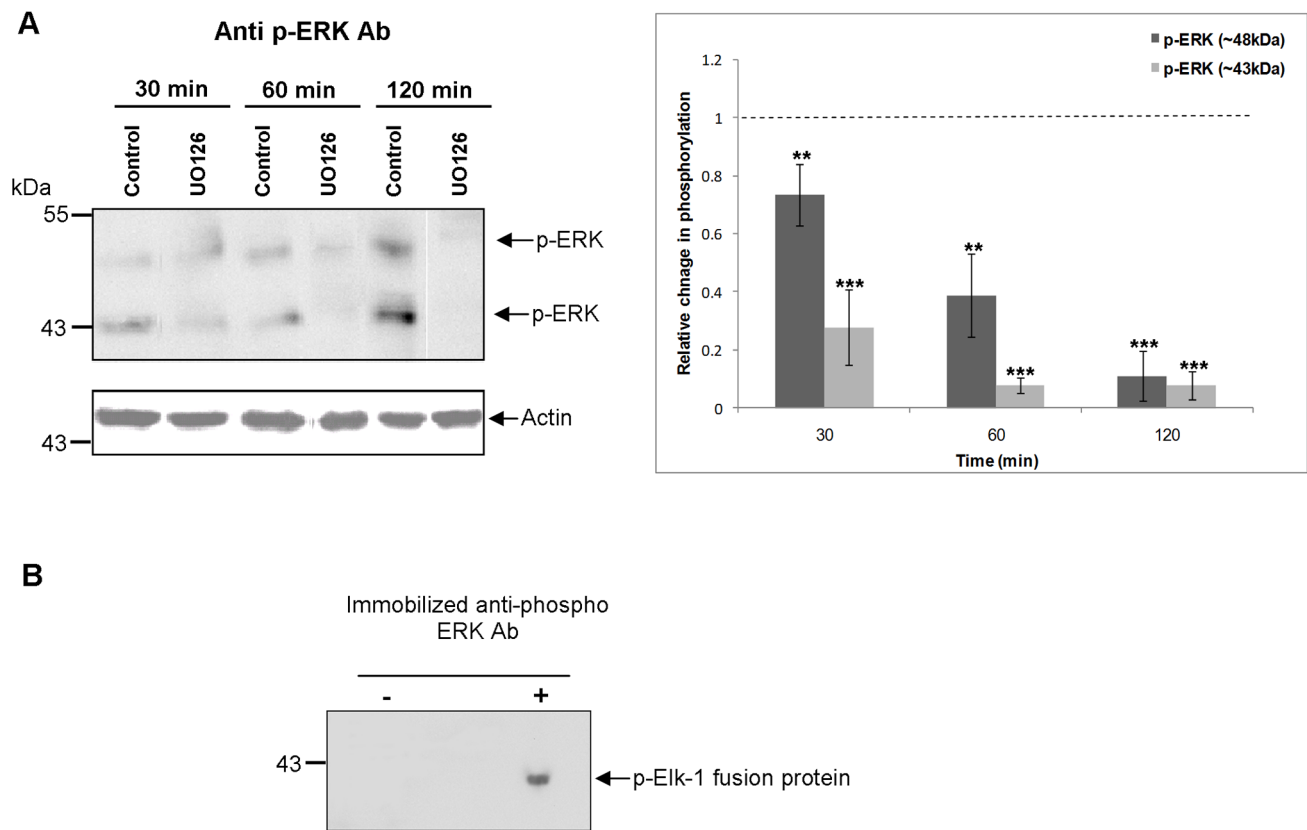 A
Anti p-ERK Ab
30 min 60 min 120 min
Control UO126 Control UO126 Control UO126
kDa
55
p-ERK
p-ERK
43
Actin
43
p-ERK (~48kDa)
p-ERK (~43kDa)
Relative chnage in phosphorylation
1.2
1
0.8
0.6
0.4
0.2
0
** *** ** *** *** ***
30 60 120
Time (min)
B
Immobilized anti-phospho
ERK Ab
- +
43
p-Elk-1 fusion protein